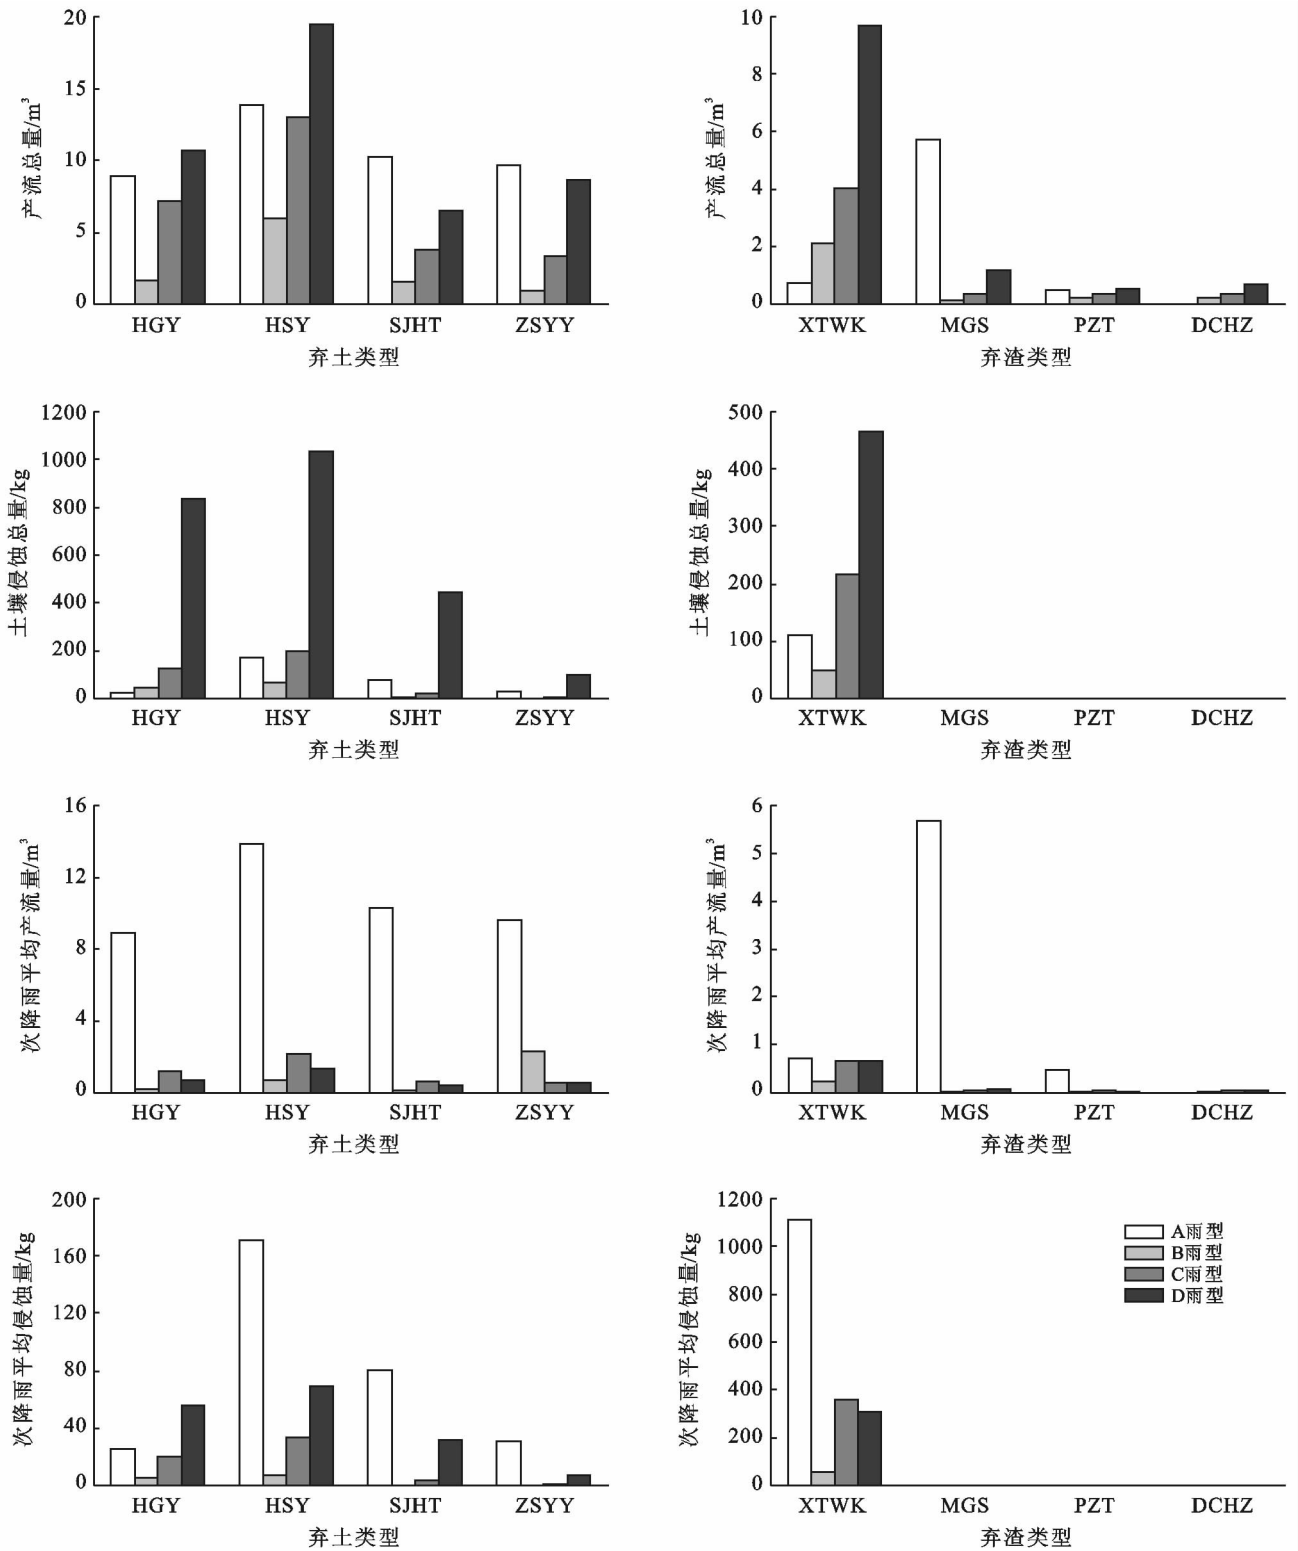 产流总量/m³
20
15
10
5
0
HGY HSY SJHT ZSYY
弃土类型
产流总量/m³
10
8
6
4
2
0
XTWK MGS PZT DCHZ
弃渣类型
土壤侵蚀总量/kg
1200
1000
800
600
400
200
0
HGY HSY SJHT ZSYY
弃土类型
土壤侵蚀总量/kg
500
400
300
200
100
0
XTWK MGS PZT DCHZ
弃渣类型
次降雨平均产流量/m³
16
12
8
4
0
HGY HSY SJHT ZSYY
弃土类型
次降雨平均产流量/m³
6
5
4
3
2
1
0
XTWK MGS PZT DCHZ
弃渣类型
次降雨平均侵蚀量/kg
200
160
120
80
40
0
HGY HSY SJHT ZSYY
弃土类型
次降雨平均侵蚀量/kg
1200
1000
800
600
400
200
0
XTWK MGS PZT DCHZ
弃渣类型
A雨型
B雨型
C雨型
D雨型